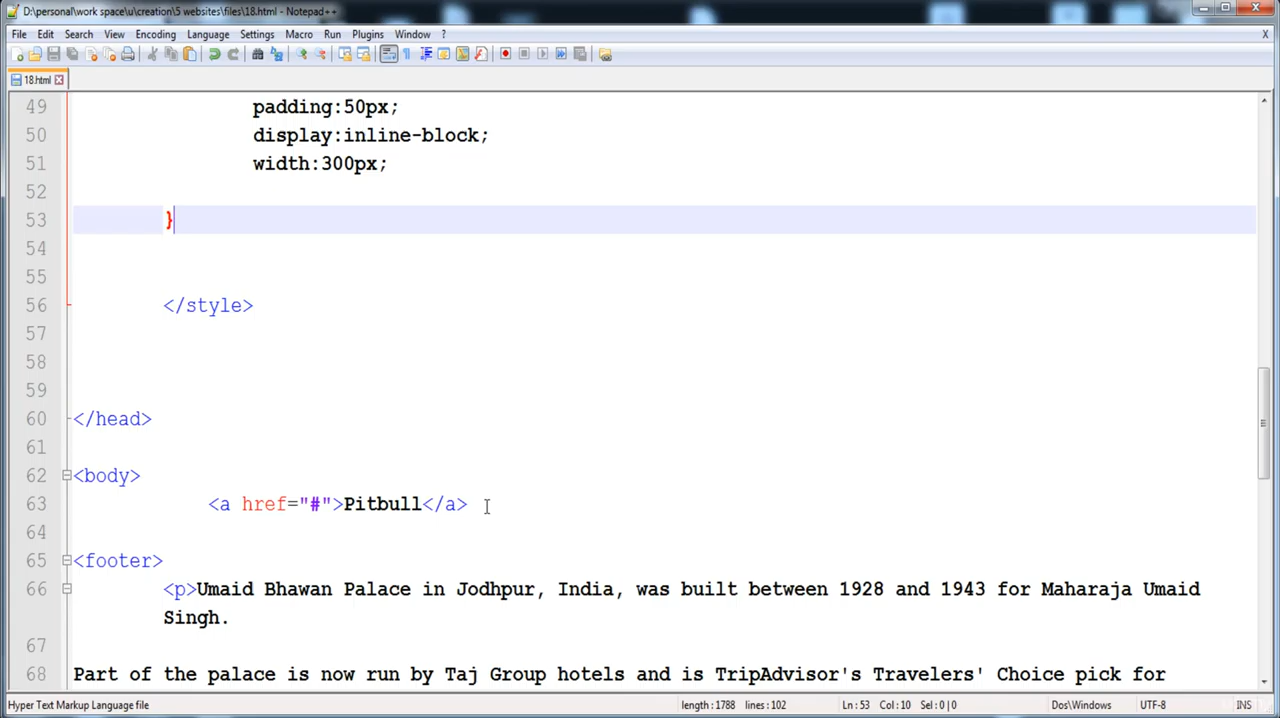 D:\personal\work space\u\creation\5 websites\files\18.html - Notepad++
File Edit Search View Encoding Language Settings Macro Run Plugins Window ? X
18.html
49 padding:50px;
50 display:inline-block;
51 width:300px;
52
53 }
54
55
56 </style>
57
58
59
60 </head>
61
62 <body>
63 <a href="#">Pitbull</a>
64
65 <footer>
66 <p>Umaid Bhawan Palace in Jodhpur, India, was built between 1928 and 1943 for Maharaja Umaid
Singh.
67
68 Part of the palace is now run by Taj Group hotels and is TripAdvisor's Travelers' Choice pick for
Hyper Text Markup Language file length : 1788 lines : 102 Ln : 53 Col : 10 Sel : 0 | 0 Dos\Windows UTF-8 INS